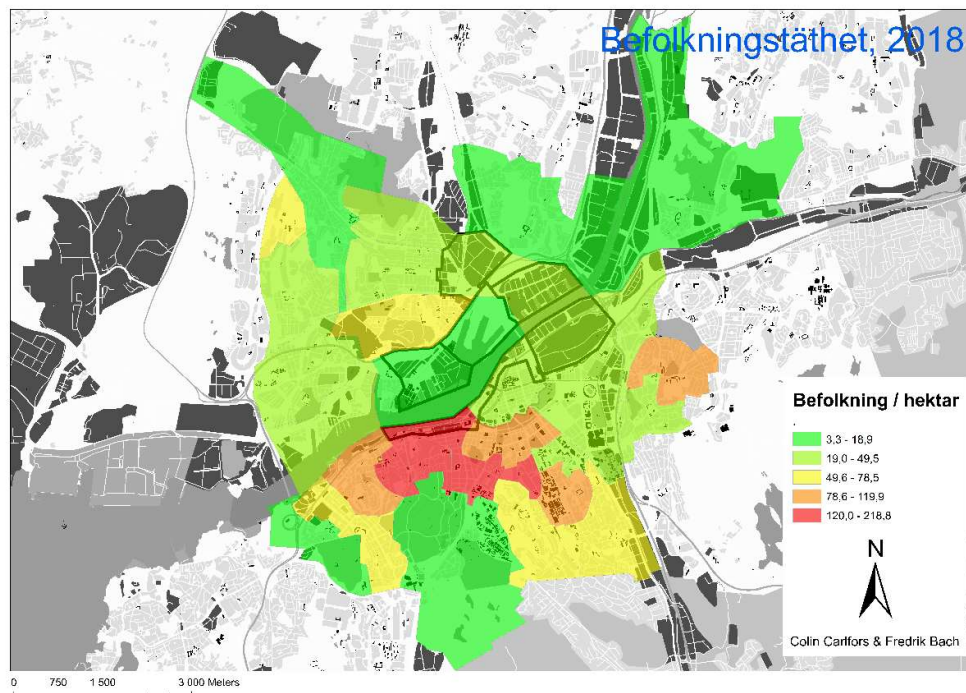 Befolkningstäthet, 2018
Befolkning / hektar
3,3 - 18,9
19,0 - 49,5
49,6 - 78,5
78,6 - 119,9
120,0 - 218,8
N
Colin Carlfors & Fredrik Bach
0 750 1 500 3 000 Meters